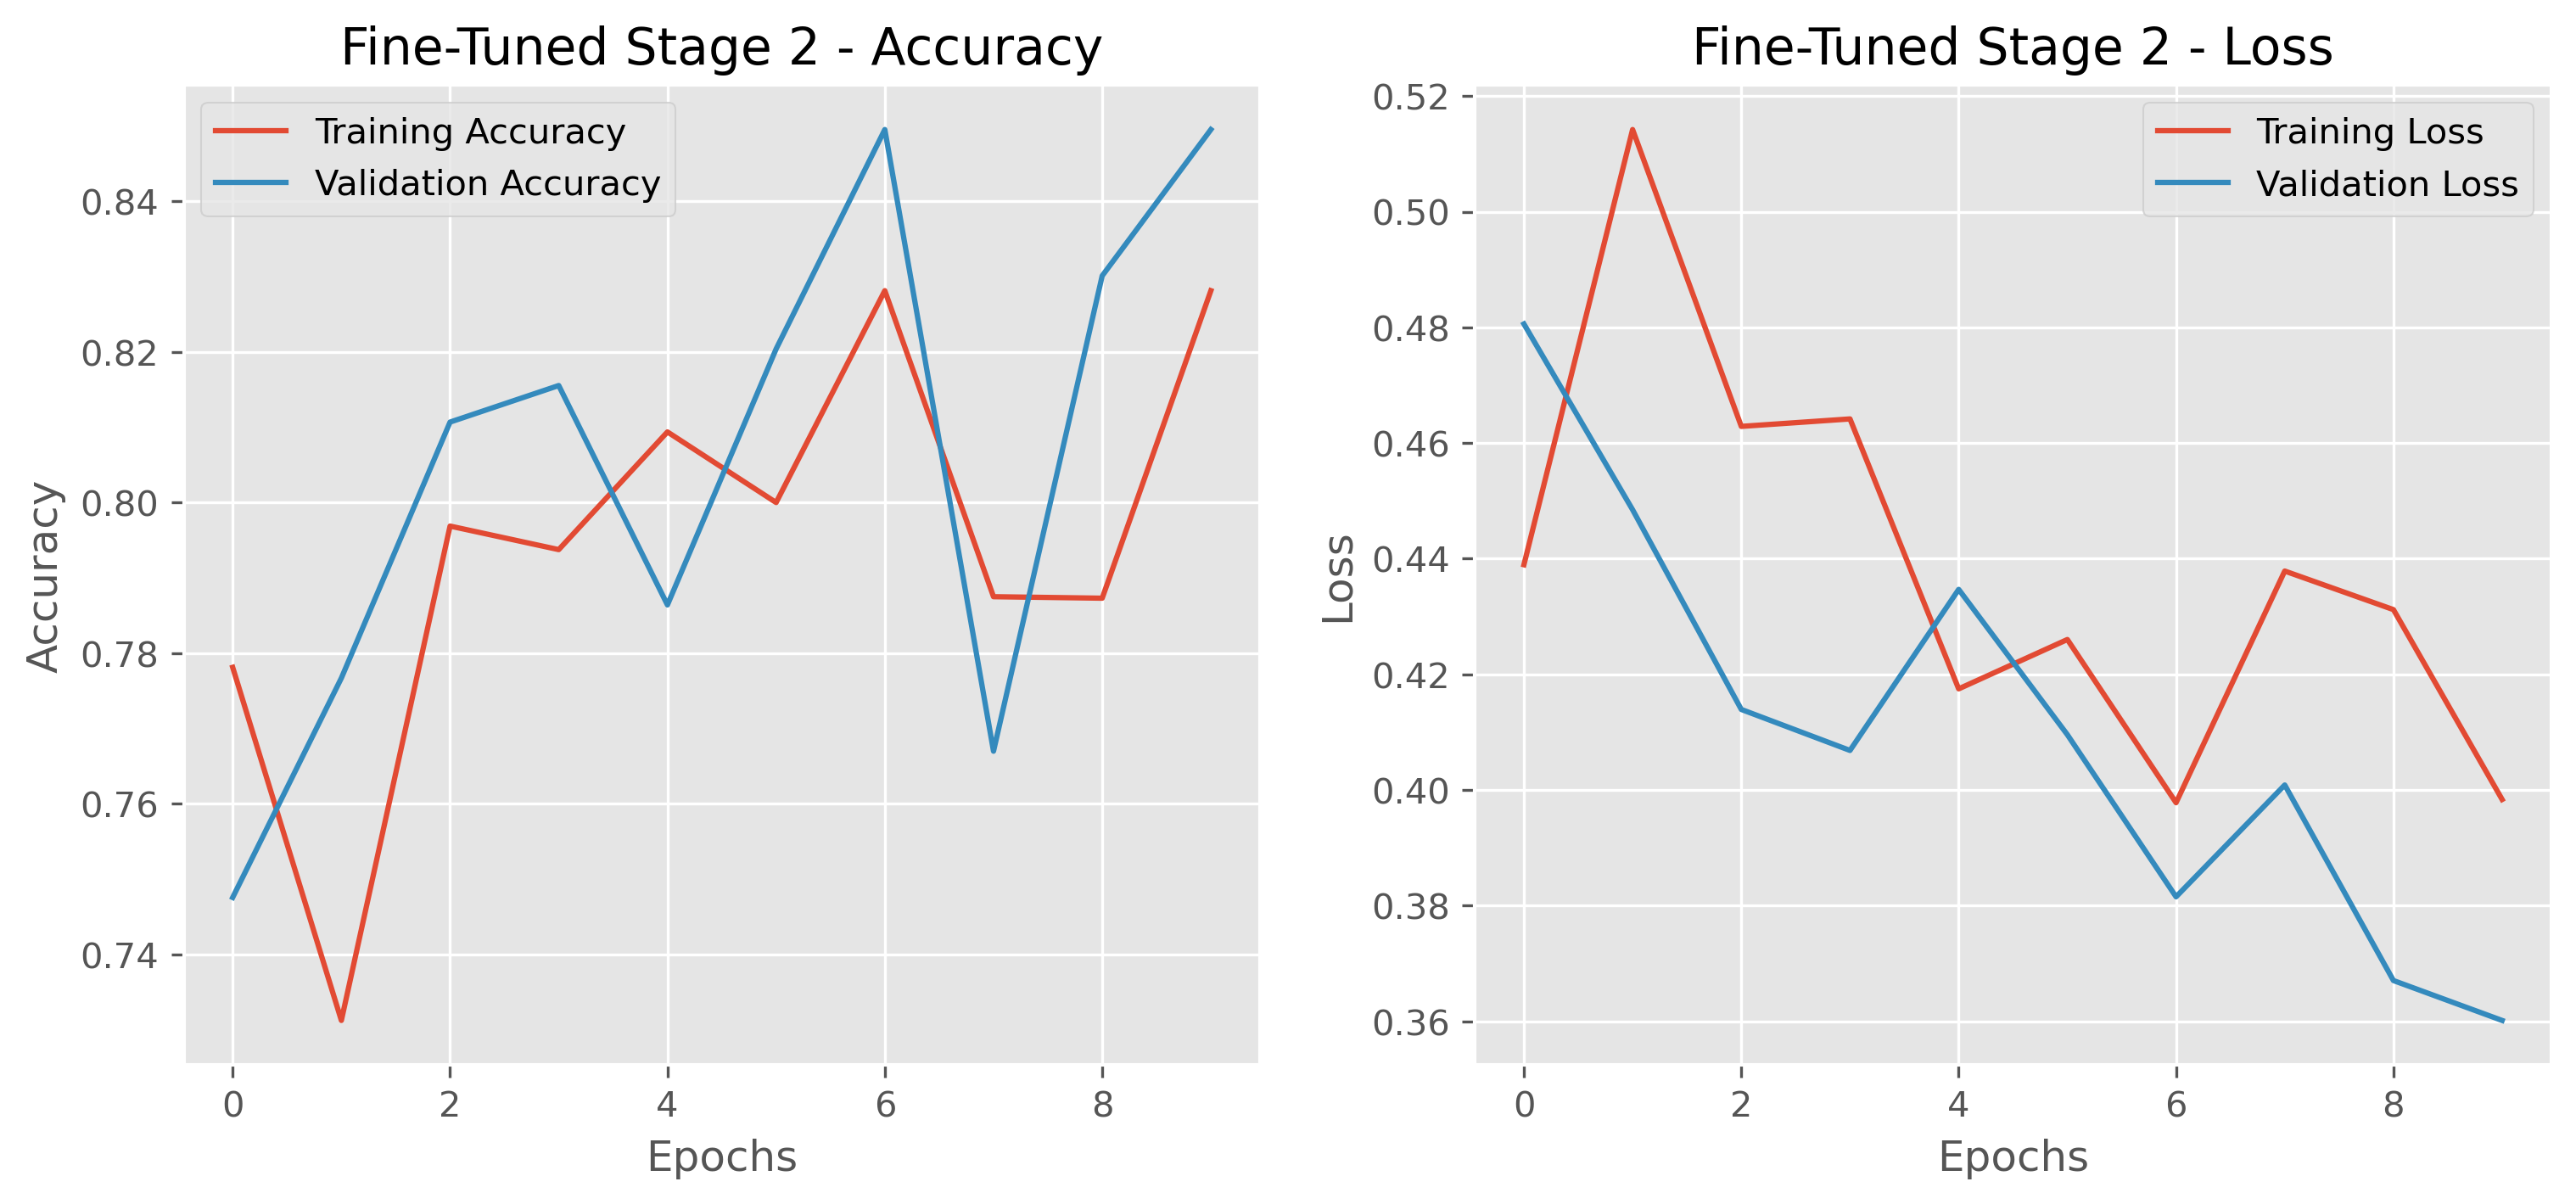 Fine-Tuned Stage 2 - Accuracy
Training Accuracy
Validation Accuracy
0.84
0.82
0.80
0.78
0.76
0.74
Accuracy
0 2 4 6 8
Epochs
Fine-Tuned Stage 2 - Loss
Training Loss
Validation Loss
0.52
0.50
0.48
0.46
0.44
0.42
0.40
0.38
0.36
Loss
0 2 4 6 8
Epochs